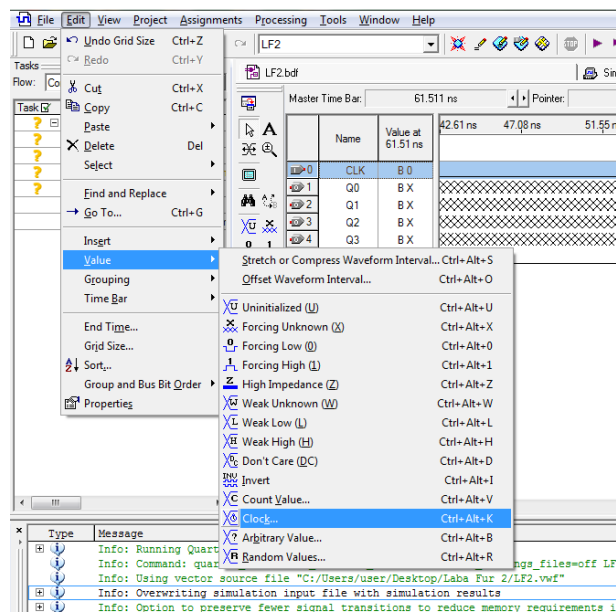 File Edit View Project Assignments Processing Tools Window Help
Undo Grid Size Ctrl+Z
Redo Ctrl+Y
Cut Ctrl+X
Copy Ctrl+C
Paste
Delete Del
Select
Find and Replace
Go To... Ctrl+G
Insert
Value
Grouping
Time Bar
End Time...
Grid Size...
Sort...
Group and Bus Bit Order
Properties
LF2
Tasks
Flow: Co
Task
LF2.bdf
Sim
Master Time Bar: 61.511 ns Pointer:
Name Value at 61.51 ns 42.61 ns 47.08 ns 51.55 n
0 CLK B 0
1 Q0 B X
2 Q1 B X
3 Q2 B X
4 Q3 B X
Stretch or Compress Waveform Interval... Ctrl+Alt+S
Offset Waveform Interval... Ctrl+Alt+O
Uninitialized (U) Ctrl+Alt+U
Forcing Unknown (X) Ctrl+Alt+X
Forcing Low (0) Ctrl+Alt+0
Forcing High (1) Ctrl+Alt+1
High Impedance (Z) Ctrl+Alt+Z
Weak Unknown (W) Ctrl+Alt+W
Weak Low (L) Ctrl+Alt+L
Weak High (H) Ctrl+Alt+H
Don't Care (DC) Ctrl+Alt+D
Invert Ctrl+Alt+I
Count Value... Ctrl+Alt+V
Clock... Ctrl+Alt+K
Arbitrary Value... Ctrl+Alt+B
Random Values... Ctrl+Alt+R
Type Message
Info: Running Quart
Info: Command: quar ngs_files=off LF
Info: Using vector source file "C:/Users/user/Desktop/Laba Fur 2/LF2.vwf"
Info: Overwriting simulation input file with simulation results
Info: Option to preserve fewer signal transitions to reduce memory requirements